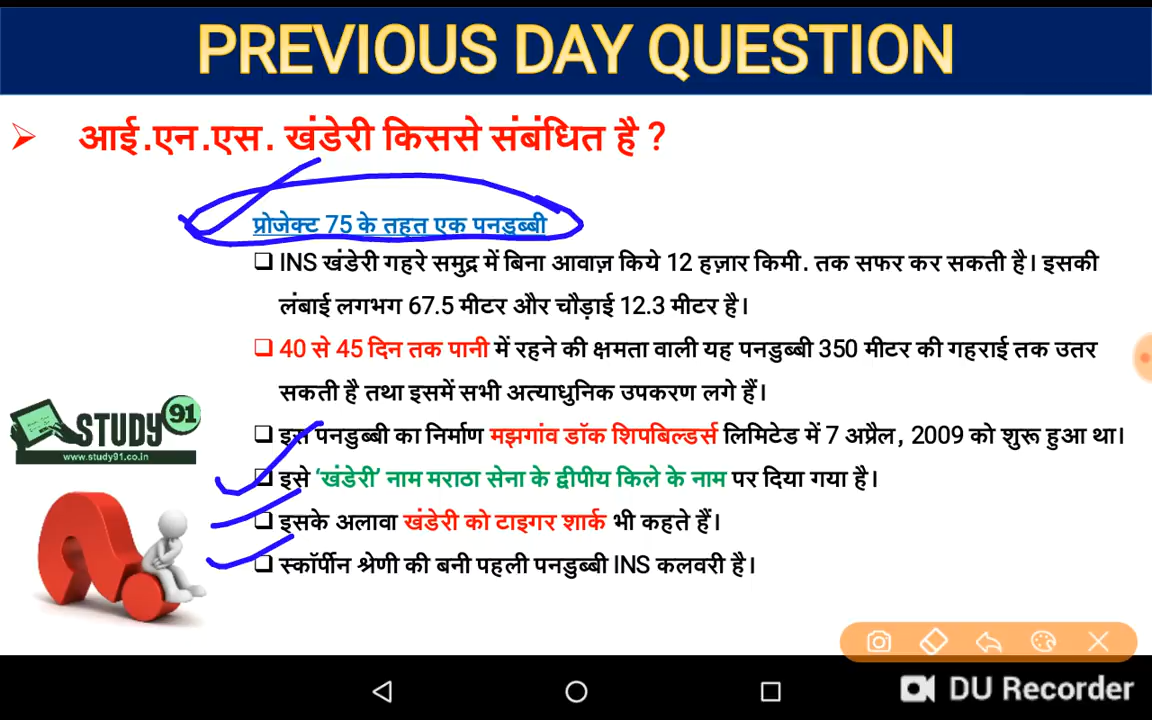 PREVIOUS DAY QUESTION
आई.एन.एस. खंडेरी किससे संबंधित है ?
प्रोजेक्ट 75 के तहत एक पनडुब्बी
INS खंडेरी गहरे समुद्र में बिना आवाज़ किये 12 हज़ार किमी. तक सफर कर सकती है। इसकी
लंबाई लगभग 67.5 मीटर और चौड़ाई 12.3 मीटर है।
40 से 45 दिन तक पानी में रहने की क्षमता वाली यह पनडुब्बी 350 मीटर की गहराई तक उतर
सकती है तथा इसमें सभी अत्याधुनिक उपकरण लगे हैं।
इस पनडुब्बी का निर्माण मझगांव डॉक शिपबिल्डर्स लिमिटेड में 7 अप्रैल, 2009 को शुरू हुआ था।
इसे ‘खंडेरी’ नाम मराठा सेना के द्वीपीय किले के नाम पर दिया गया है।
इसके अलावा खंडेरी को टाइगर शार्क भी कहते हैं।
स्कॉर्पीन श्रेणी की बनी पहली पनडुब्बी INS कलवरी है।
STUDY 91
www.study91.co.in
DU Recorder